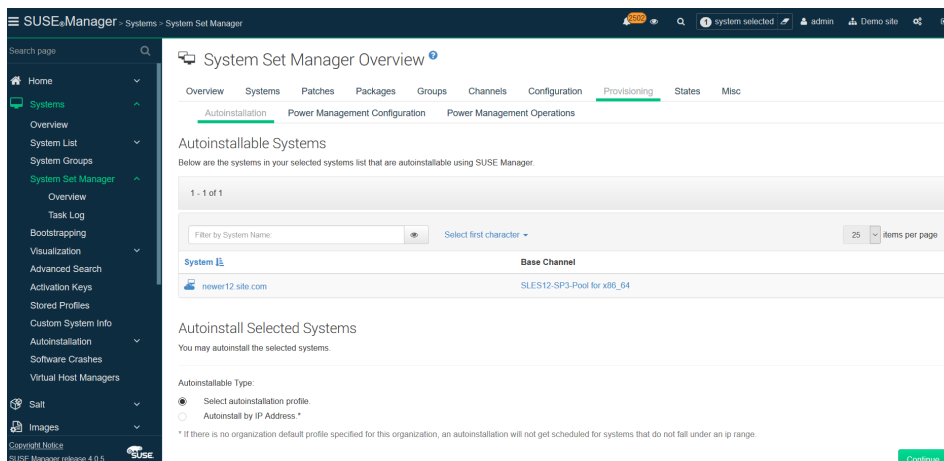 SUSE®Manager > Systems > System Set Manager
2502
1 system selected
admin
Demo site
Search page
Home
Systems
Overview
System List
System Groups
System Set Manager
Overview
Task Log
Bootstrapping
Visualization
Advanced Search
Activation Keys
Stored Profiles
Custom System Info
Autoinstallation
Software Crashes
Virtual Host Managers
Salt
Images
Copyright Notice
SUSE Manager release 4.0.5
SUSE
System Set Manager Overview ?
Overview Systems Patches Packages Groups Channels Configuration Provisioning States Misc
Autoinstallation Power Management Configuration Power Management Operations
Autoinstallable Systems
Below are the systems in your selected systems list that are autoinstallable using SUSE Manager.
1 - 1 of 1
Filter by System Name:
Select first character
25 items per page
System Base Channel
newer12.site.com SLES12-SP3-Pool for x86_64
Autoinstall Selected Systems
You may autoinstall the selected systems.
Autoinstallable Type:
Select autoinstallation profile.
Autoinstall by IP Address.*
* If there is no organization default profile specified for this organization, an autoinstallation will not get scheduled for systems that do not fall under an ip range.
Continue